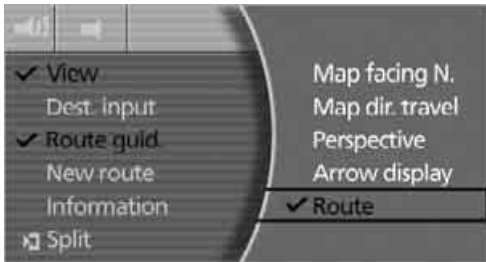 View
Dest. input
Route guid.
New route
Information
Split
Map facing N.
Map dir. travel
Perspective
Arrow display
Route